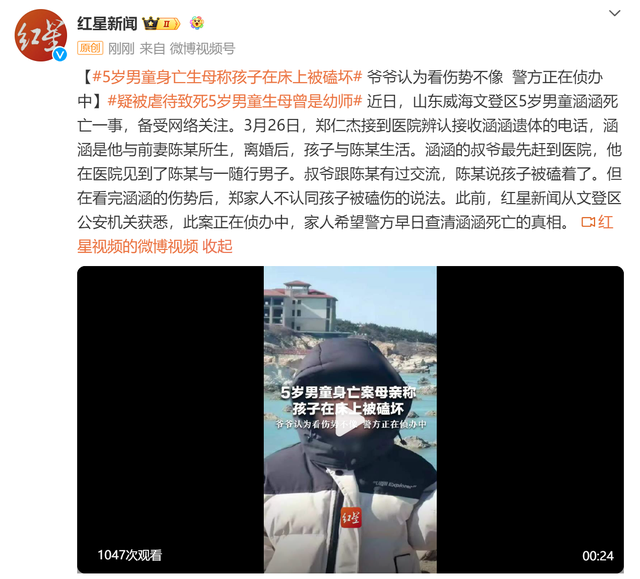 红星
红星新闻 II
原创 刚刚 来自 微博视频号
【#5岁男童身亡生母称孩子在床上被磕坏# 爷爷认为看伤势不像 警方正在侦办
中】#疑被虐待致死5岁男童生母曾是幼师# 近日，山东威海文登区5岁男童涵涵死
亡一事，备受网络关注。3月26日，郑仁杰接到医院辨认接收涵涵遗体的电话，涵
涵是他与前妻陈某所生，离婚后，孩子与陈某生活。涵涵的叔爷最先赶到医院，他
在医院见到了陈某与一随行男子。叔爷跟陈某有过交流，陈某说孩子被磕着了。但
在看完涵涵的伤势后，郑家人不认同孩子被磕伤的说法。此前，红星新闻从文登区
公安机关获悉，此案正在侦办中，家人希望警方早日查清涵涵死亡的真相。 红
星视频的微博视频 收起
5岁男童身亡案母亲称
孩子在床上被磕坏
爷爷认为看伤势不像 警方正在侦办中
红星
1047次观看
00:24